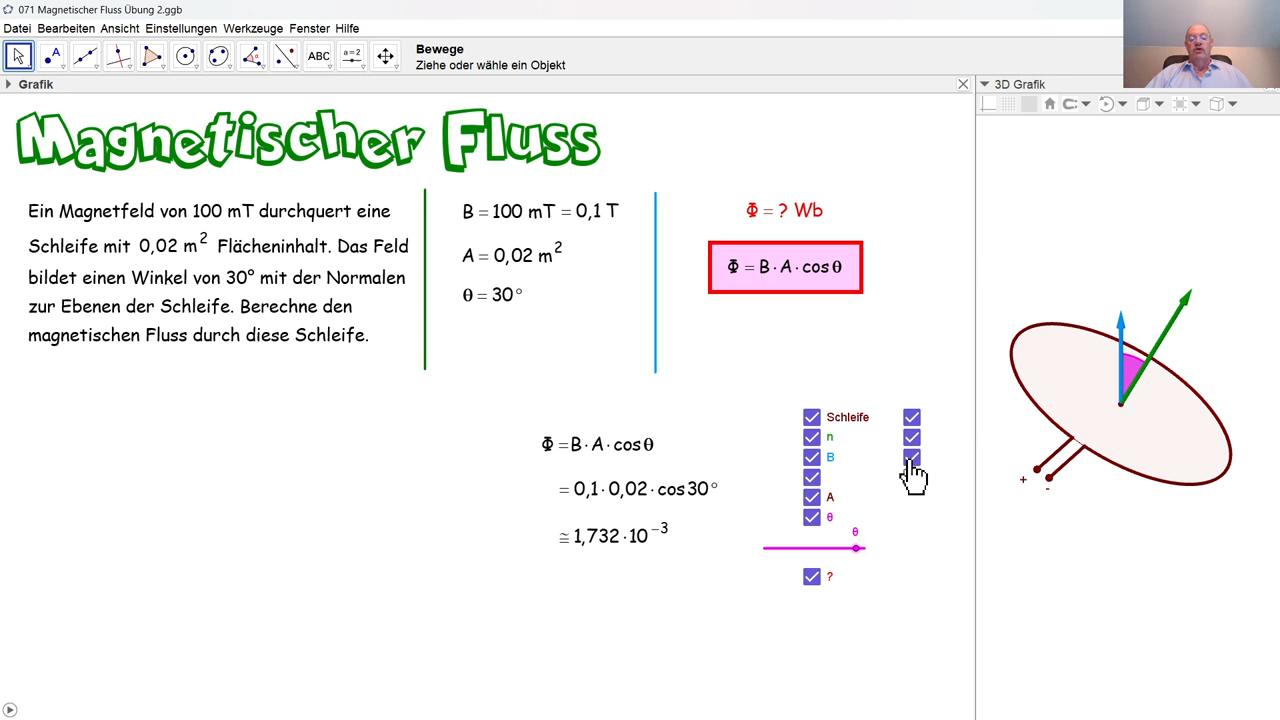 071 Magnetischer Fluss Übung 2.ggb
Datei Bearbeiten Ansicht Einstellungen Werkzeuge Fenster Hilfe
A
ABC
a=2
Bewege
Ziehe oder wähle ein Objekt
Grafik
3D Grafik
Magnetischer Fluss
Ein Magnetfeld von 100 mT durchquert eine
Schleife mit 0,02 m² Flächeninhalt. Das Feld
bildet einen Winkel von 30° mit der Normalen
zur Ebenen der Schleife. Berechne den
magnetischen Fluss durch diese Schleife.
B = 100 mT = 0,1 T
A = 0,02 m²
θ = 30°
Φ = ? Wb
Φ = B · A · cos θ
Φ = B · A · cos θ
= 0,1 · 0,02 · cos 30°
≅ 1,732 · 10⁻³
Schleife
n
B
A
θ
θ
?
+
-